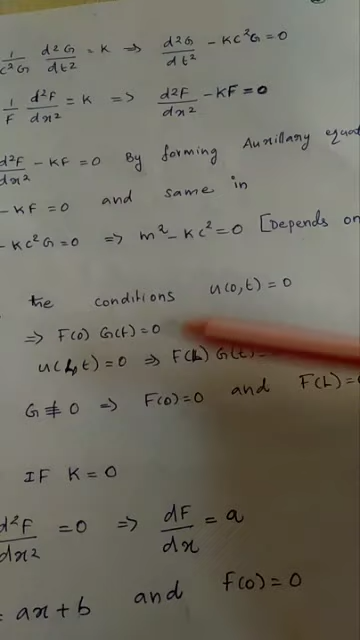 1/(c²G) d²G/dt² = K ⇒ d²G/dt² - KC²G = 0
1/F d²F/dx² = K => d²F/dx² - KF = 0
d²F/dx² - KF = 0 By forming Auxillary
- KF = 0 and same in
- KC²G = 0 => m² - KC² = 0 [Depends on
the conditions u(0,t) = 0
=> F(0) G(t) = 0
u(L,t) = 0 => F(L) G(t) =
G ≢ 0 => F(0) = 0 and F(L) =
IF K = 0
d²F/dx² = 0 => dF/dx = a
= ax + b and F(0) = 0